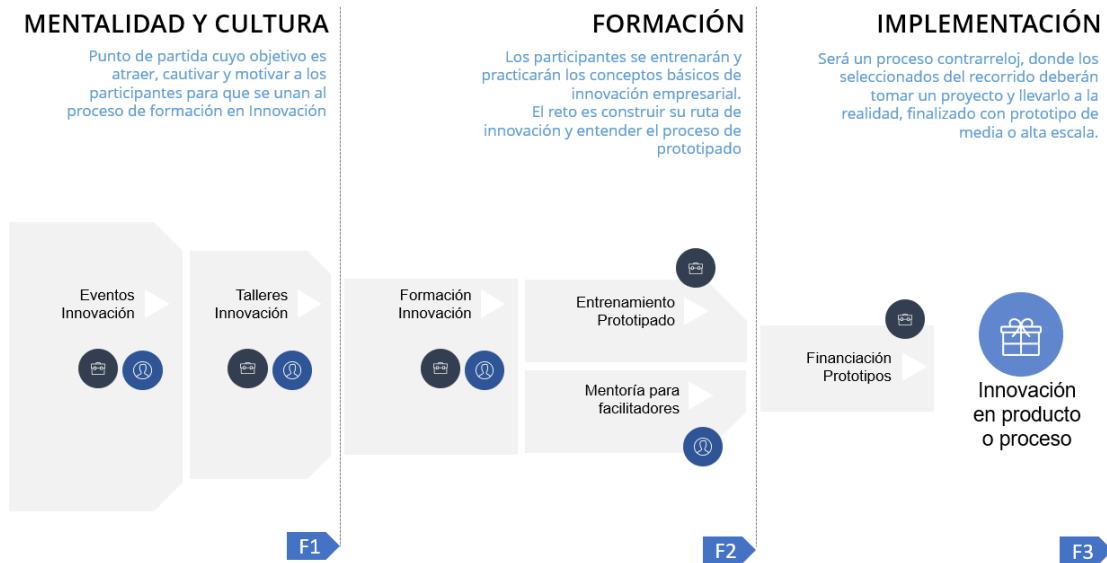 MENTALIDAD Y CULTURA
Punto de partida cuyo objetivo es
atraer, cautivar y motivar a los
participantes para que se unan al
proceso de formación en Innovación
FORMACIÓN
Los participantes se entrenarán y
practicarán los conceptos básicos de
innovación empresarial.
El reto es construir su ruta de
innovación y entender el proceso de
prototipado
IMPLEMENTACIÓN
Será un proceso contrarreloj, donde los
seleccionados del recorrido deberán
tomar un proyecto y llevarlo a la
realidad, finalizado con prototipo de
media o alta escala.
Eventos
Innovación
Talleres
Innovación
Formación
Innovación
Entrenamiento
Prototipado
Mentoría para
facilitadores
Financiación
Prototipos
Innovación
en producto
o proceso
F1
F2
F3